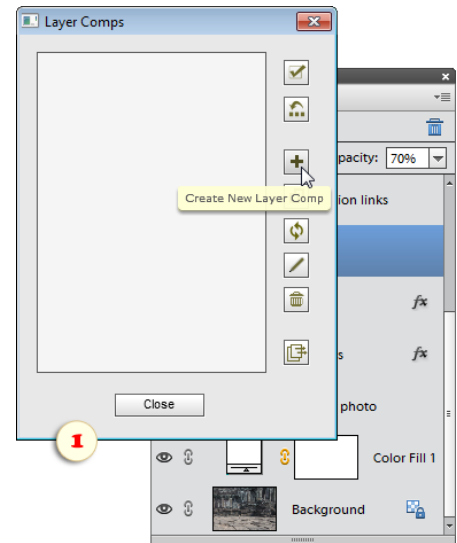 Layer Comps
pacity: 70%
Create New Layer Comp
ion links
fx
s fx
photo
Close
1
Color Fill 1
Background